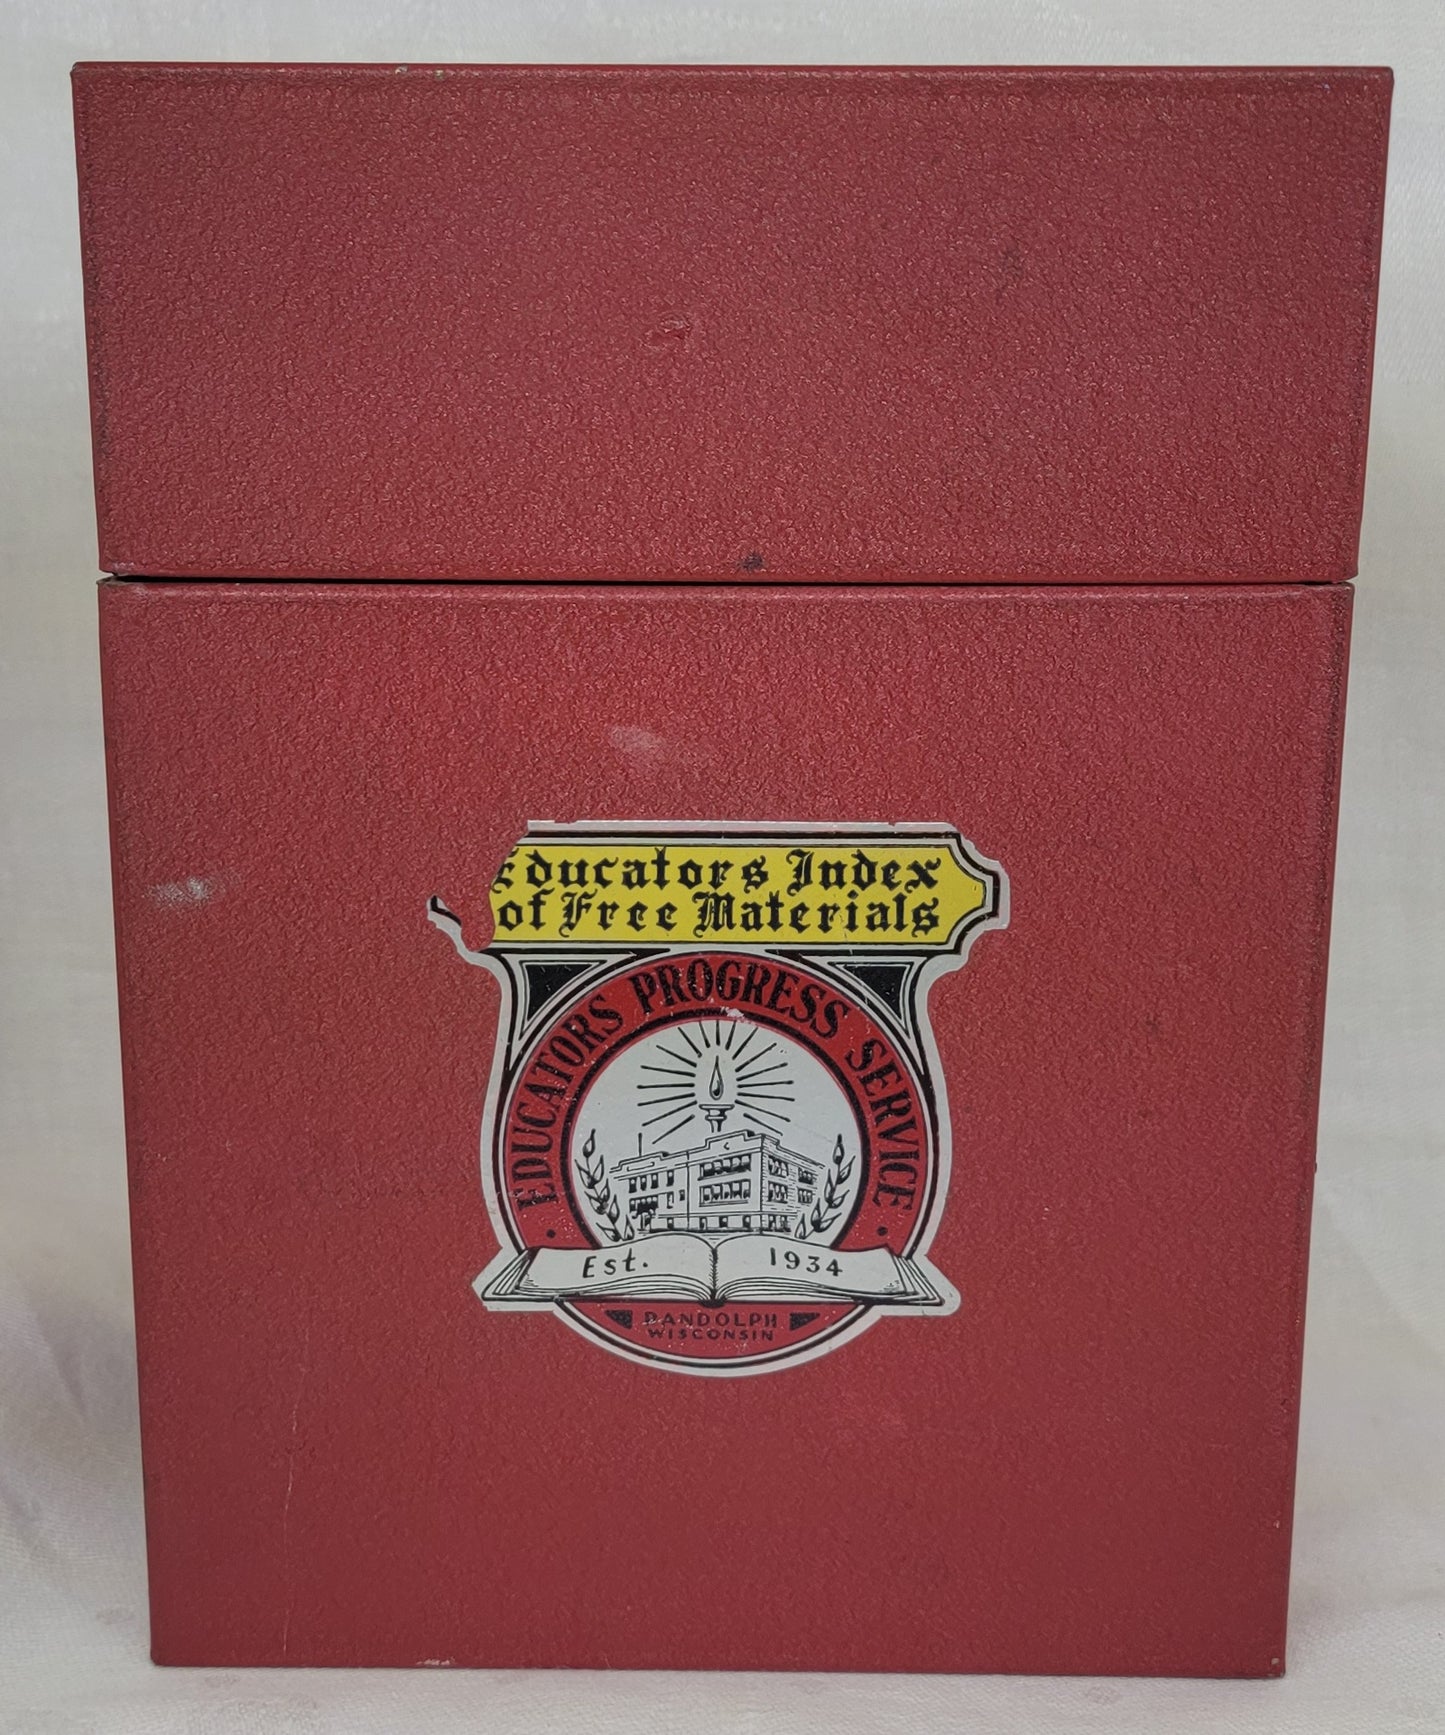 Educators Index
of Free Materials
EDUCATORS PROGRESS SERVICE
Est. 1934
RANDOLPH
WISCONSIN